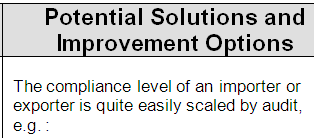 Potential Solutions and
Improvement Options
The compliance level of an importer or
exporter is quite easily scaled by audit,
e.g. :